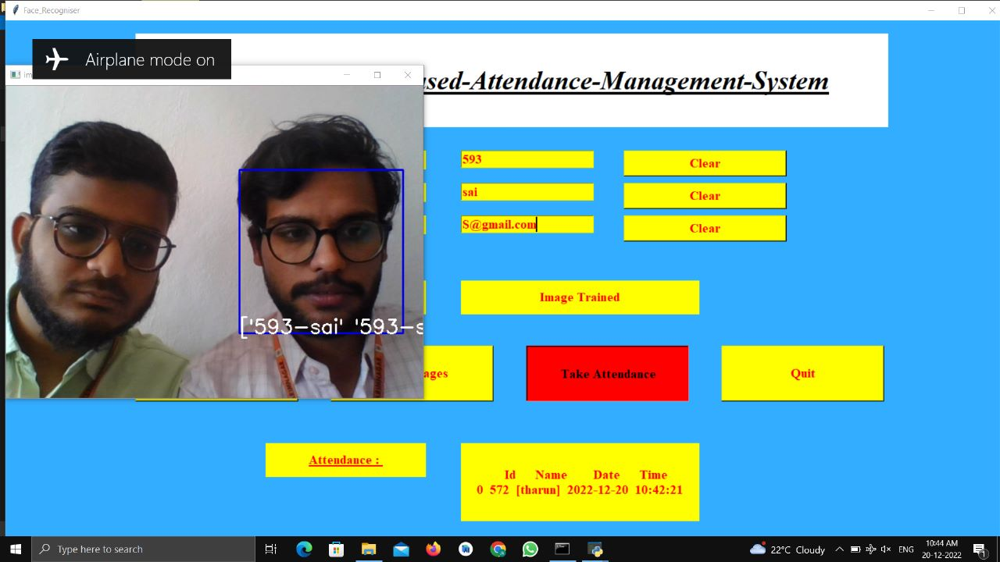 Face_Recogniser
Airplane mode on
im
ased-Attendance-Management-System
593
Clear
sai
Clear
S@gmail.com
Clear
['593-sai' '593-s
Image Trained
ages
Take Attendance
Quit
Attendance :
Id Name Date Time
0 572 [tharun] 2022-12-20 10:42:21
Type here to search
22°C Cloudy
ENG
10:44 AM
20-12-2022
1